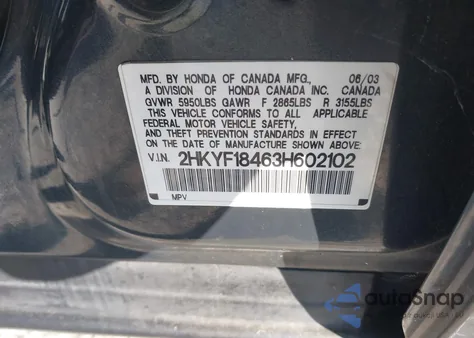 MFD. BY HONDA OF CANADA MFG., 06/03
A DIVISION OF HONDA CANADA INC. CANADA
GVWR 5950LBS GAWR F 2865LBS R 3155LBS
THIS VEHICLE CONFORMS TO ALL APPLICABLE
FEDERAL MOTOR VEHICLE SAFETY,
AND THEFT PREVENTION STANDARDS IN EFFECT ON
THE DATE OF MANUFACTURE SHOWN ABOVE.
V.I.N. 2HKYF18463H602102
MPV
autoSnap